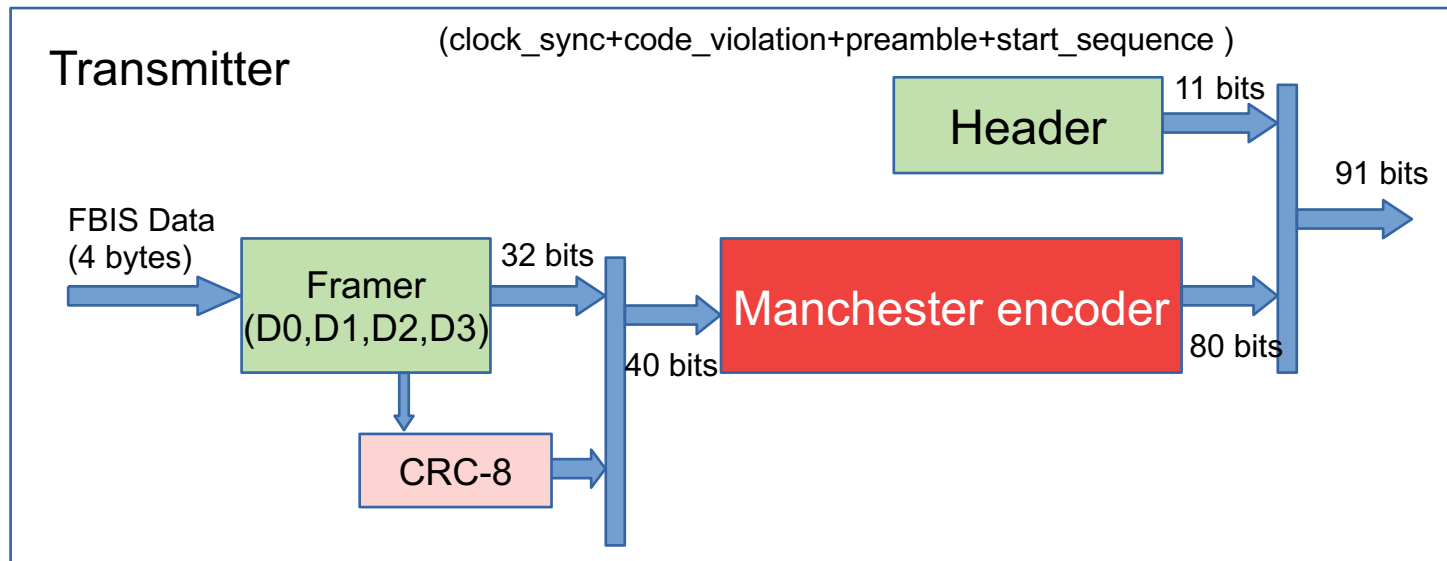 (clock_sync+code_violation+preamble+start_sequence )
Transmitter
11 bits
Header
91 bits
FBIS Data
(4 bytes)
32 bits
Framer
(D0,D1,D2,D3)
Manchester encoder
40 bits
80 bits
CRC-8